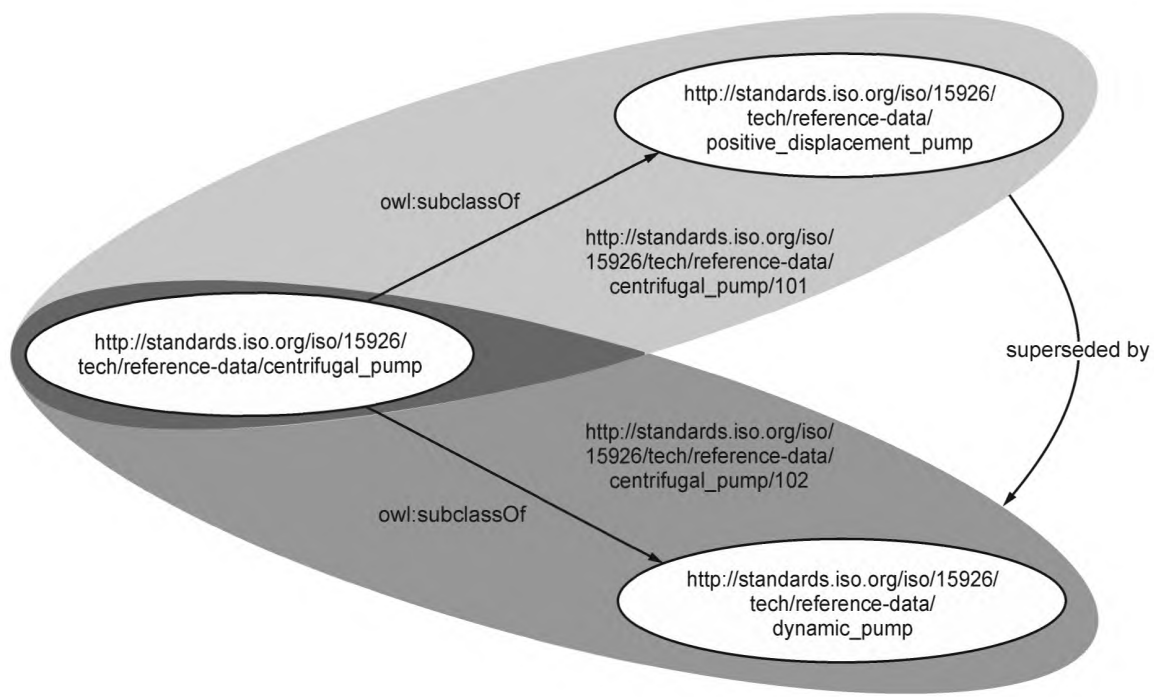 http://standards.iso.org/iso/15926/
tech/reference-data/
positive_displacement_pump
owl:subclassOf
http://standards.iso.org/iso/
15926/tech/reference-data/
centrifugal_pump/101
http://standards.iso.org/iso/15926/
tech/reference-data/centrifugal_pump
superseded by
http://standards.iso.org/iso/
15926/tech/reference-data/
centrifugal_pump/102
owl:subclassOf
http://standards.iso.org/iso/15926/
tech/reference-data/
dynamic_pump